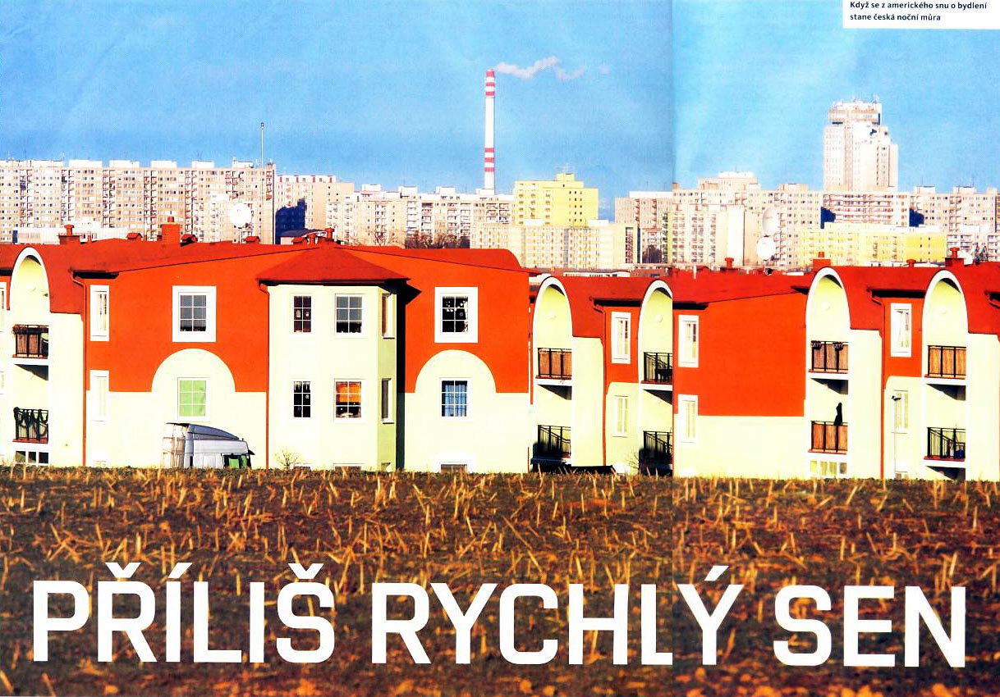 Když se z amerického snu o bydlení
stane česká noční můra
PŘÍLIŠ RYCHLÝ SEN